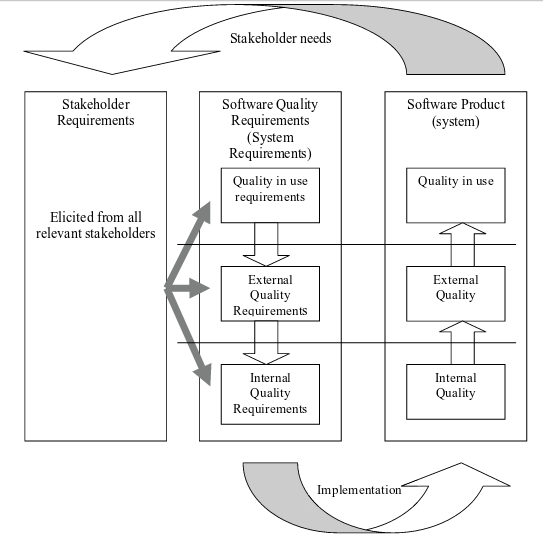 Stakeholder needs
Stakeholder
Requirements
Elicited from all
relevant stakeholders
Software Quality
Requirements
(System
Requirements)
Quality in use
requirements
External
Quality
Requirements
Internal
Quality
Requirements
Software Product
(system)
Quality in use
External
Quality
Internal
Quality
Implementation